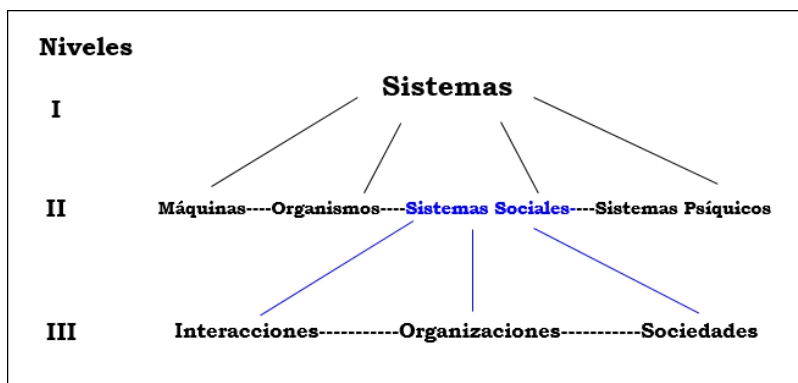 Niveles
Sistemas
I
II Máquinas----Organismos----Sistemas Sociales----Sistemas Psíquicos
III Interacciones-----------Organizaciones-----------Sociedades